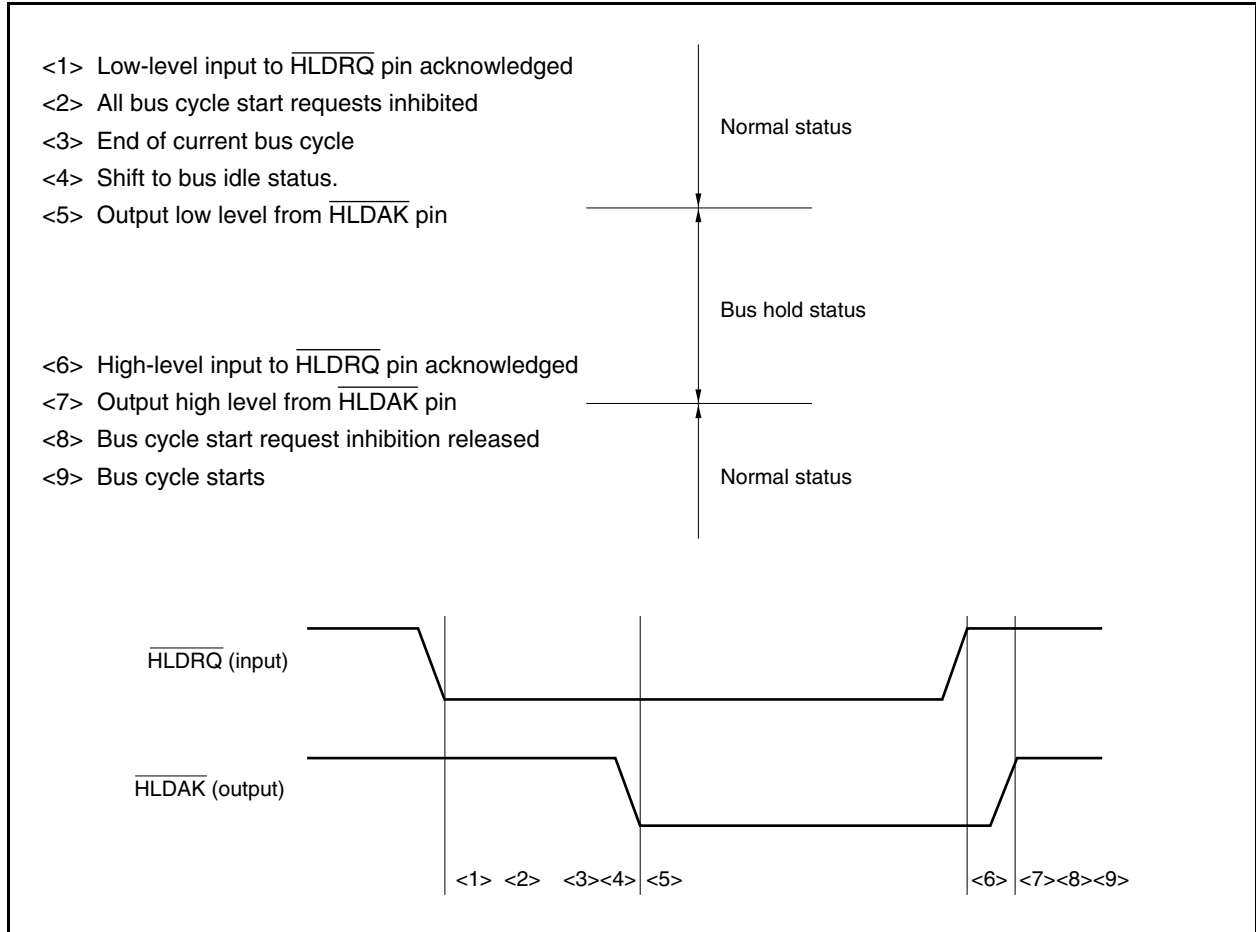 <1> Low-level input to HLDRQ pin acknowledged
<2> All bus cycle start requests inhibited
<3> End of current bus cycle
<4> Shift to bus idle status.
<5> Output low level from HLDAK pin
Normal status
Bus hold status
<6> High-level input to HLDRQ pin acknowledged
<7> Output high level from HLDAK pin
<8> Bus cycle start request inhibition released
<9> Bus cycle starts
Normal status
HLDRQ (input)
HLDAK (output)
<1> <2> <3><4> <5> <6> <7><8><9>